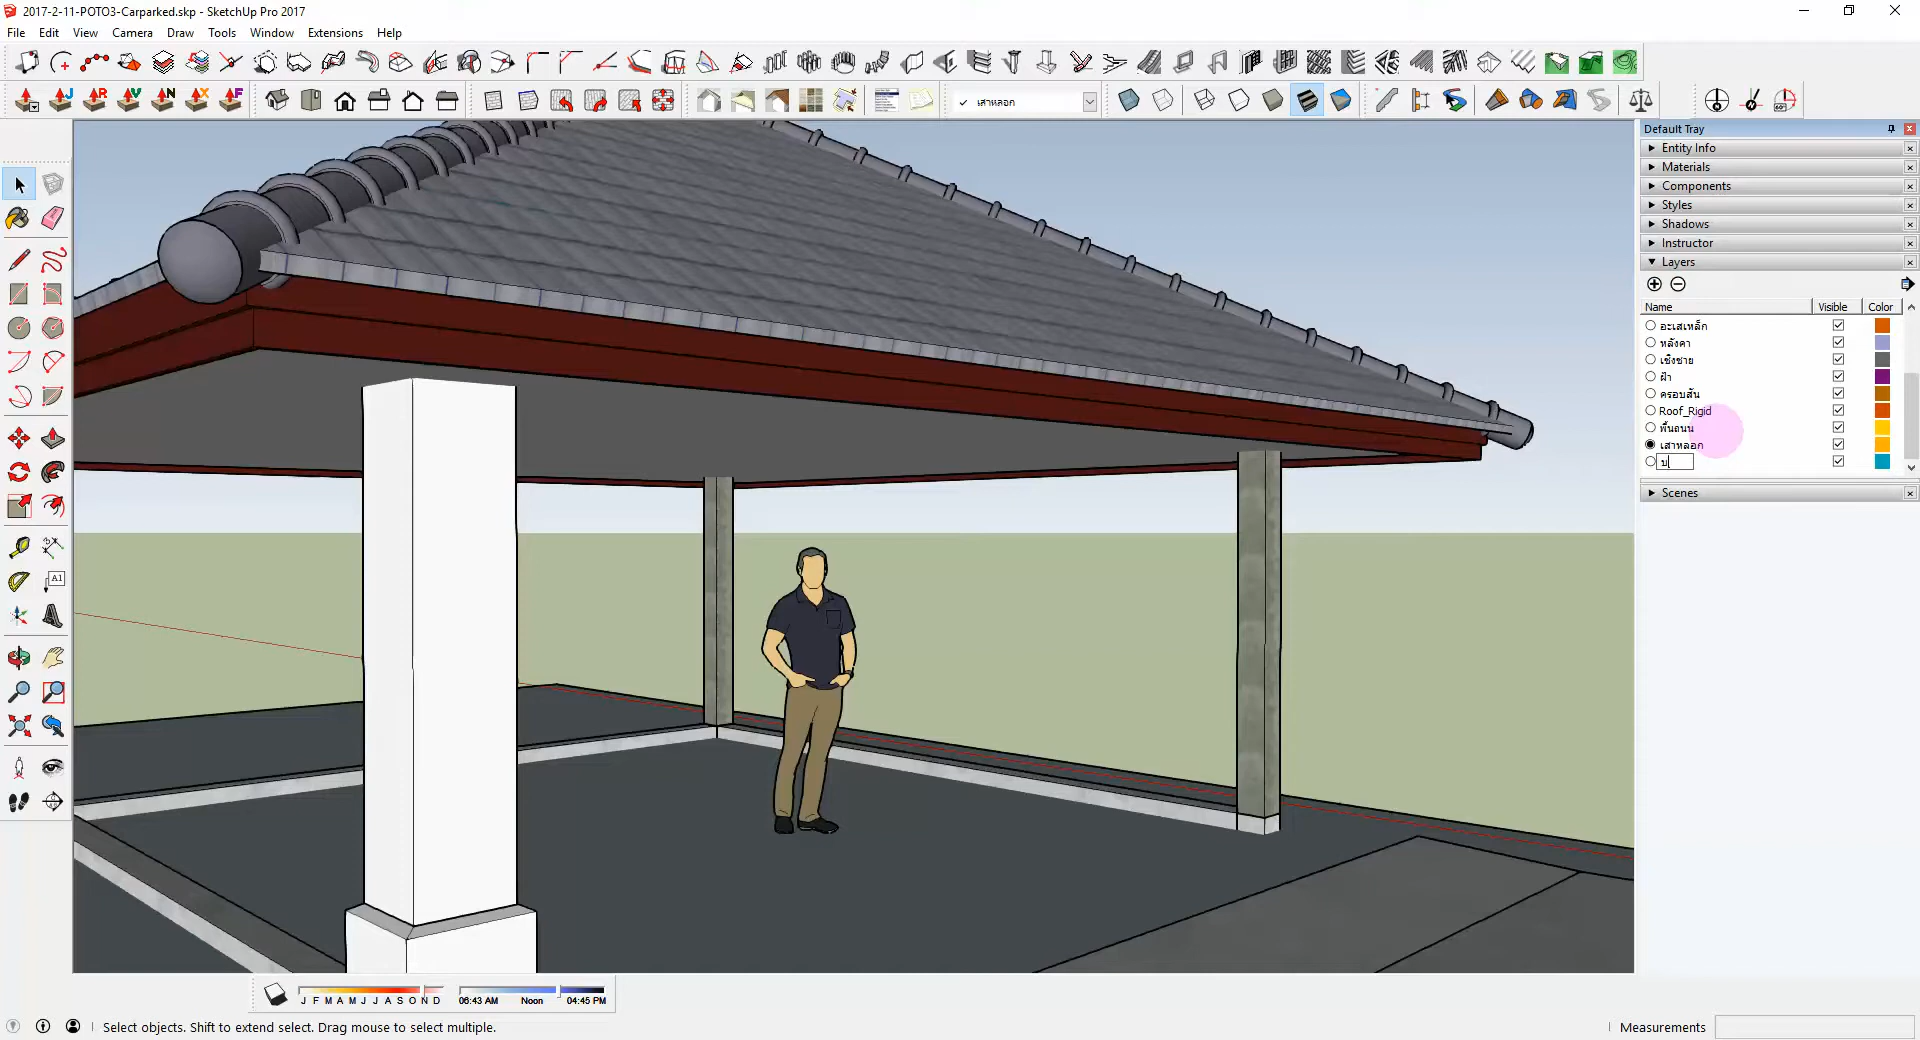 2017-2-11-POTO3-Carparked.skp - SketchUp Pro 2017
File Edit View Camera Draw Tools Window Extensions Help
J R V N X F
✓ เสาหลอก
Default Tray
Entity Info
Materials
Components
Styles
Shadows
Instructor
Layers
Name Visible Color
อะเสเหล็ก
หลังคา
เชิงชาย
ฝ้า
ครอบสัน
Roof_Rigid
พื้นถนน
เสาหลอก
บ
Scenes
A1
J F M A M J J A S O N D
06:43 AM Noon 04:45 PM
Select objects. Shift to extend select. Drag mouse to select multiple.
Measurements